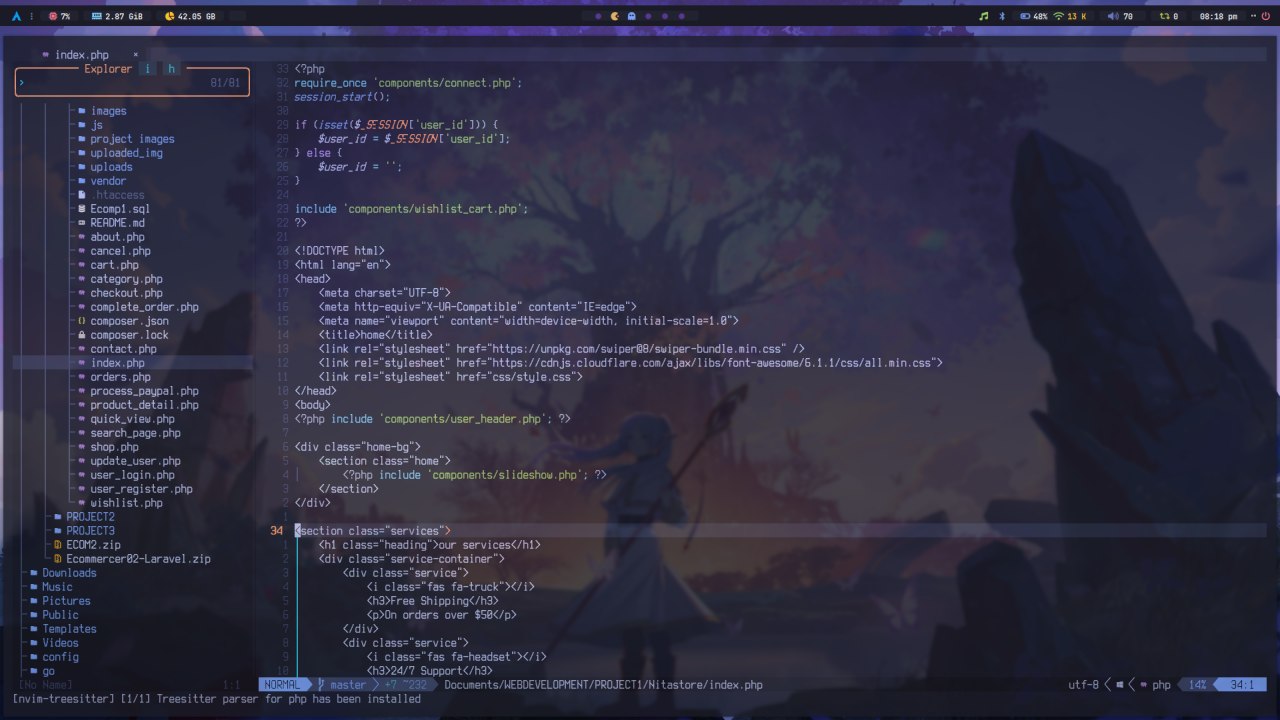 7% 2.87 GiB 42.05 GB
48% 13 K 70 0 08:18 pm
index.php ×
Explorer i h
81/81
images
js
project images
uploaded_img
uploads
vendor
.htaccess
Ecomp1.sql
README.md
about.php
cancel.php
cart.php
category.php
checkout.php
complete_order.php
{} composer.json
composer.lock
contact.php
index.php
orders.php
process_paypal.php
product_detail.php
quick_view.php
search_page.php
shop.php
update_user.php
user_login.php
user_register.php
wishlist.php
PROJECT2
PROJECT3
ECOM2.zip
Ecommercer02-Laravel.zip
Downloads
Music
Pictures
Public
Templates
Videos
config
go
[No Name] 1:1
33 <?php
32 require_once 'components/connect.php';
31 session_start();
30
29 if (isset($_SESSION['user_id'])) {
28     $user_id = $_SESSION['user_id'];
27 } else {
26     $user_id = '';
25 }
24
23 include 'components/wishlist_cart.php';
22 ?>
21
20 <!DOCTYPE html>
19 <html lang="en">
18 <head>
17     <meta charset="UTF-8">
16     <meta http-equiv="X-UA-Compatible" content="IE=edge">
15     <meta name="viewport" content="width=device-width, initial-scale=1.0">
14     <title>home</title>
13     <link rel="stylesheet" href="https://unpkg.com/swiper@8/swiper-bundle.min.css" />
12     <link rel="stylesheet" href="https://cdnjs.cloudflare.com/ajax/libs/font-awesome/6.1.1/css/all.min.css">
11     <link rel="stylesheet" href="css/style.css">
10 </head>
9 <body>
8 <?php include 'components/user_header.php'; ?>
7
6 <div class="home-bg">
5     <section class="home">
4         <?php include 'components/slideshow.php'; ?>
3     </section>
2 </div>
1
34 <section class="services">
1     <h1 class="heading">our services</h1>
2     <div class="service-container">
3         <div class="service">
4             <i class="fas fa-truck"></i>
5             <h3>Free Shipping</h3>
6             <p>On orders over $50</p>
7         </div>
8         <div class="service">
9             <i class="fas fa-headset"></i>
10             <h3>24/7 Support</h3>
NORMAL master +7 ~232 Documents/WEBDEVELOPMENT/PROJECT1/Nitastore/index.php utf-8 php 14% 34:1
[nvim-treesitter] [1/1] Treesitter parser for php has been installed